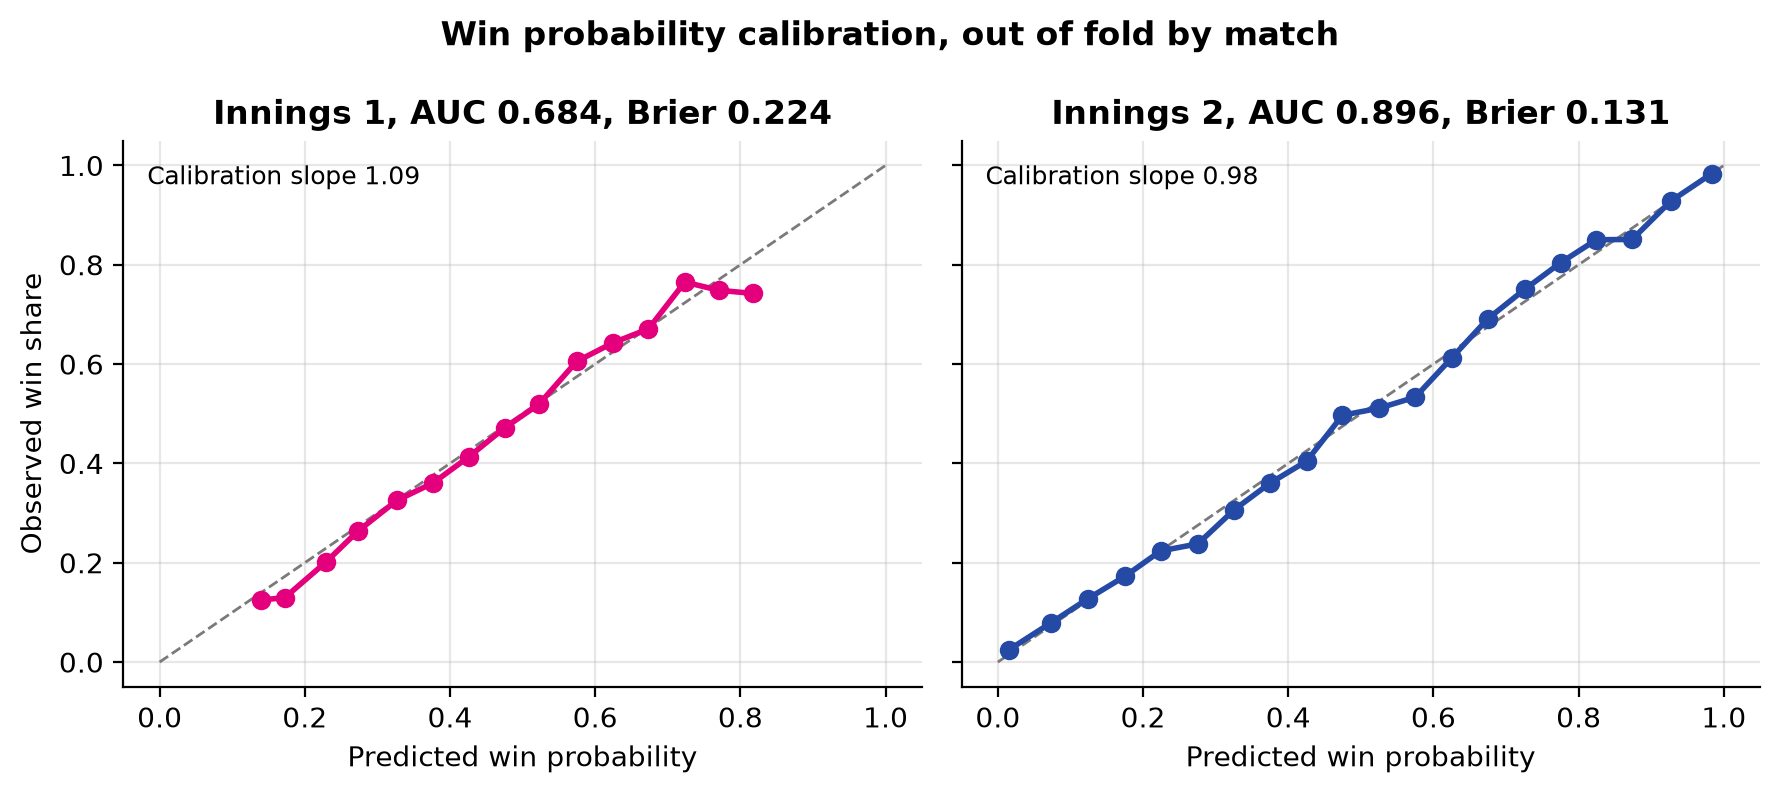 Win probability calibration, out of fold by match
Innings 1, AUC 0.684, Brier 0.224
Calibration slope 1.09
Observed win share
1.0
0.8
0.6
0.4
0.2
0.0
0.0 0.2 0.4 0.6 0.8 1.0
Predicted win probability
Innings 2, AUC 0.896, Brier 0.131
Calibration slope 0.98
0.0 0.2 0.4 0.6 0.8 1.0
Predicted win probability